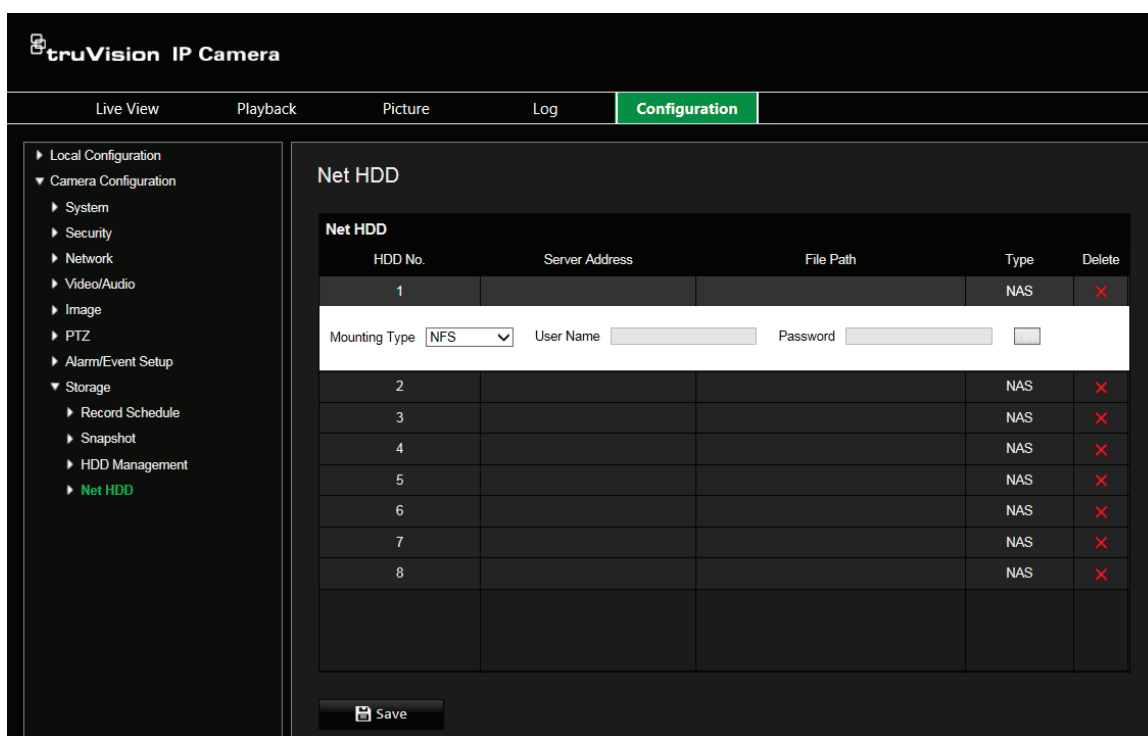 truVision IP Camera
Live View Playback Picture Log Configuration
Local Configuration
Camera Configuration
System
Security
Network
Video/Audio
Image
PTZ
Alarm/Event Setup
Storage
Record Schedule
Snapshot
HDD Management
Net HDD
Net HDD
Net HDD
HDD No. Server Address File Path Type Delete
1 NAS
Mounting Type NFS User Name Password
2 NAS
3 NAS
4 NAS
5 NAS
6 NAS
7 NAS
8 NAS
Save